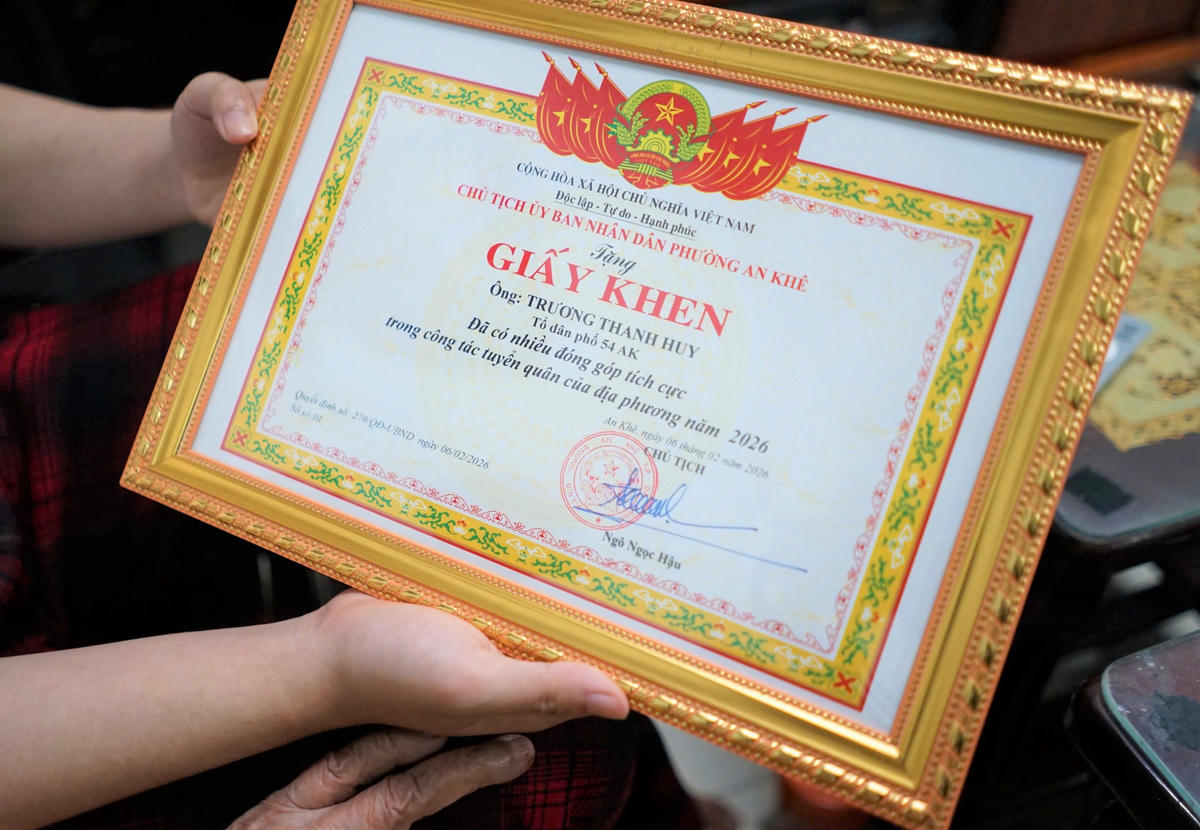 CỘNG HÒA XÃ HỘI CHỦ NGHĨA VIỆT NAM
Độc lập - Tự do - Hạnh phúc
CHỦ TỊCH ỦY BAN NHÂN DÂN PHƯỜNG AN KHÊ
Tặng
GIẤY KHEN
Ông: TRƯƠNG THANH HUY
Tổ dân phố 54 AK
Đã có nhiều đóng góp tích cực
trong công tác tuyển quân của địa phương năm 2026
Quyết định số: 279/QĐ-UBND ngày 06/02/2026
Sổ số: 01
An Khê, ngày 06 tháng 02 năm 2026
CHỦ TỊCH
Ngô Ngọc Hậu